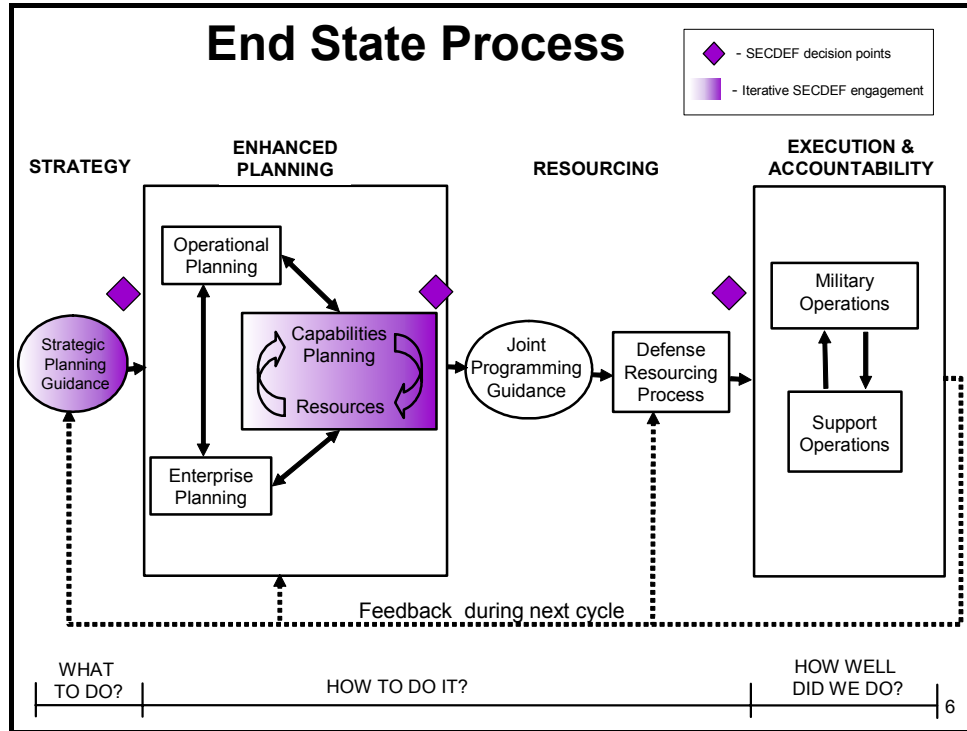 End State Process
- SECDEF decision points
- Iterative SECDEF engagement
STRATEGY
ENHANCED
PLANNING
RESOURCING
EXECUTION &
ACCOUNTABILITY
Operational
Planning
Strategic
Planning
Guidance
Capabilities
Planning
Resources
Enterprise
Planning
Joint
Programming
Guidance
Defense
Resourcing
Process
Military
Operations
Support
Operations
Feedback during next cycle
WHAT
TO DO?
HOW TO DO IT?
HOW WELL
DID WE DO?
6